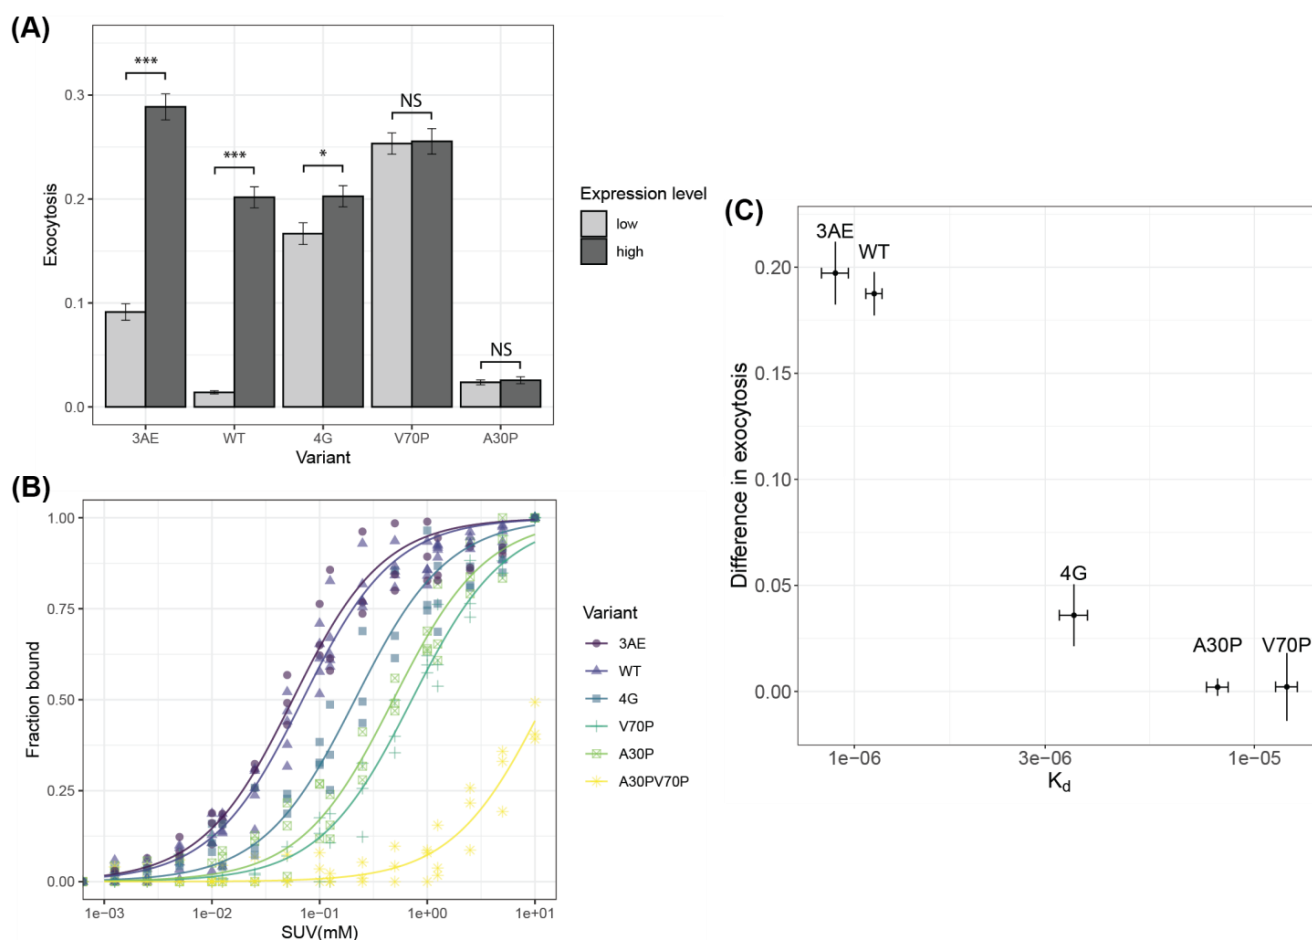 (A)
***
***
*
NS
NS
0.3
0.2
0.1
0.0
Exocytosis
3AE WT 4G V70P A30P
Variant
Expression level
low
high
(B)
1.00
0.75
0.50
0.25
0.00
Fraction bound
1e-03 1e-02 1e-01 1e+00 1e+01
SUV(mM)
Variant
3AE
WT
4G
V70P
A30P
A30PV70P
(C)
3AE
WT
4G
A30P V70P
0.20
0.15
0.10
0.05
0.00
Difference in exocytosis
1e-06 3e-06 1e-05
Kd